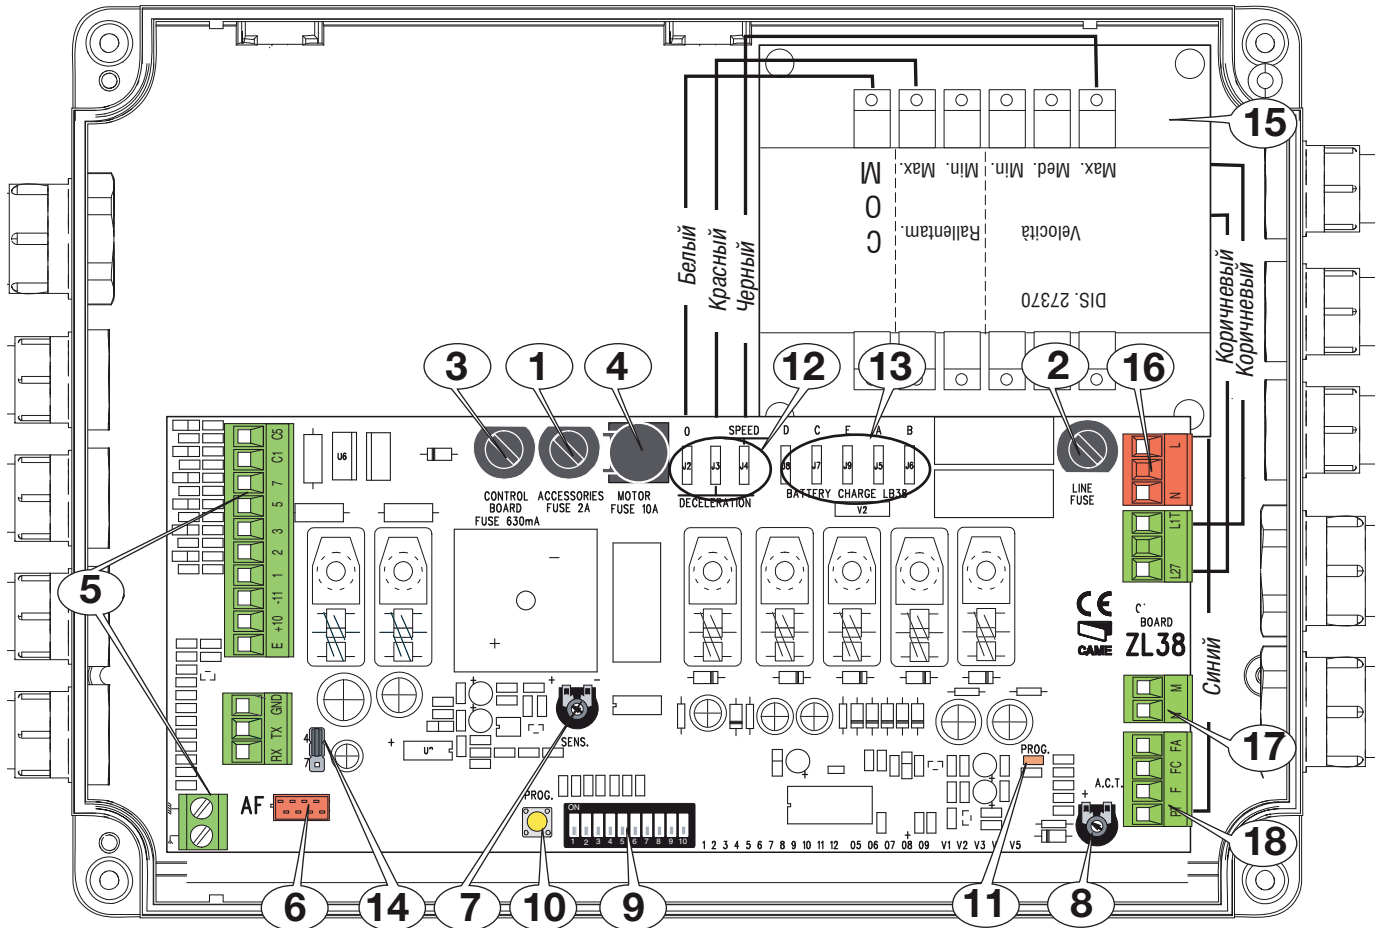 15
Max. Med. Min. Min. Max. M
O
C
Velocità Rallentam.
DIS. 27370
Белый
Красный
Черный
Коричневый
Коричневый
3 1 4 12 13 2 16
O SPEED D C E A B
J2 J3 J4 J8 J7 J9 J5 J6
DECELERATION
BATTERY CHARGE LB38
V2
CONTROL
BOARD
FUSE 630mA
ACCESSORIES
FUSE 2A
MOTOR
FUSE 10A
LINE
FUSE
U6
C5
C1
7
5
3
2
1
-11
+10
E
5
L
N
L1T
L27
CE
CAME
BOARD
ZL38
Синий
M
17
GND
TX
RX
4
7
AF
+ -
SENS.
PROG.
ON
1 2 3 4 5 6 7 8 9 10
1 2 3 4 5 6 7 8 9 10 11 12 05 06 07 08 09 V1 V2 V3 V5
PROG.
A.C.T.
+
FA
FC
F
18
6 14 7 10 9 11 8